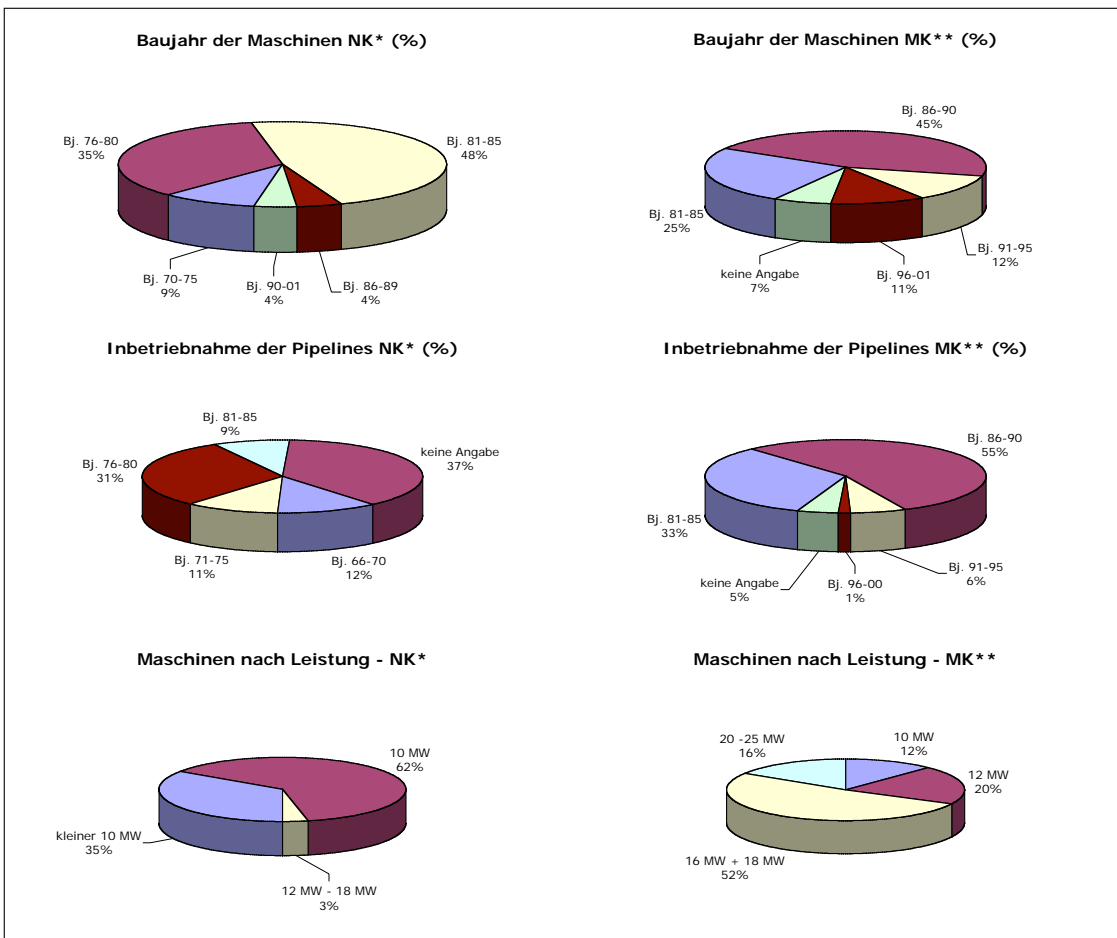 Baujahr der Maschinen NK* (%)
Bj. 76-80
35%
Bj. 81-85
48%
Bj. 70-75
9%
Bj. 90-01
4%
Bj. 86-89
4%
Baujahr der Maschinen MK** (%)
Bj. 86-90
45%
Bj. 81-85
25%
Bj. 91-95
12%
keine Angabe
7%
Bj. 96-01
11%
Inbetriebnahme der Pipelines NK* (%)
Bj. 81-85
9%
keine Angabe
37%
Bj. 76-80
31%
Bj. 71-75
11%
Bj. 66-70
12%
Inbetriebnahme der Pipelines MK** (%)
Bj. 86-90
55%
Bj. 81-85
33%
Bj. 91-95
6%
keine Angabe
5%
Bj. 96-00
1%
Maschinen nach Leistung - NK*
10 MW
62%
kleiner 10 MW
35%
12 MW - 18 MW
3%
Maschinen nach Leistung - MK**
20 -25 MW
16%
10 MW
12%
12 MW
20%
16 MW + 18 MW
52%